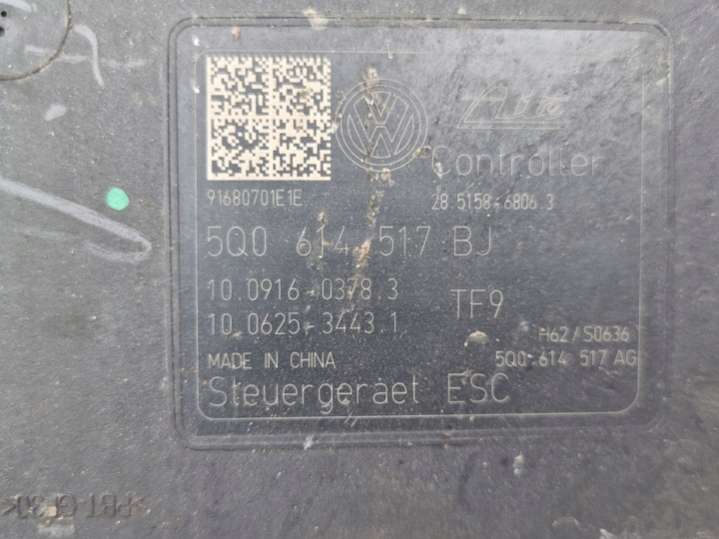 Ate
Controller
91680701E1E
28.5158-6806.3
5Q0 614 517 BJ
10.0916-0378.3
TF9
10.0625-3443.1
H62/S0636
MADE IN CHINA
5Q0 614 517 AG
Steuergeraet ESC